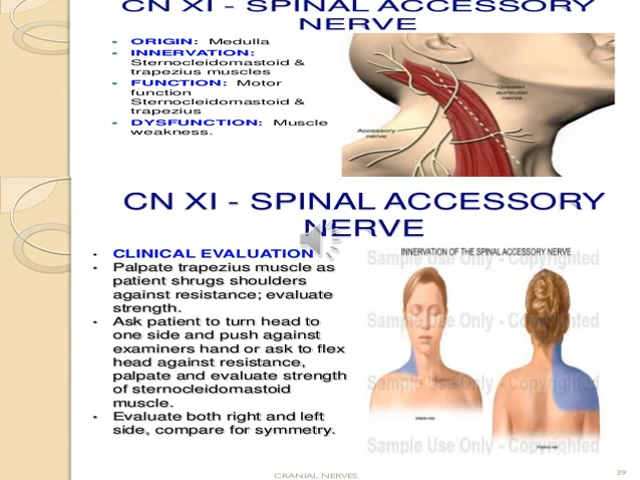 CN XI - SPINAL ACCESSORY
NERVE
• ORIGIN: Medulla
• INNERVATION:
Sternocleidomastoid &
trapezius muscles
• FUNCTION: Motor
function
Sternocleidomastoid &
trapezius
• DYSFUNCTION: Muscle
weakness.
Greater
auricular
nerve
Accessory
nerve
CN XI - SPINAL ACCESSORY
NERVE
• CLINICAL EVALUATION
• Palpate trapezius muscle as
patient shrugs shoulders
against resistance; evaluate
strength.
• Ask patient to turn head to
one side and push against
examiners hand or ask to flex
head against resistance,
palpate and evaluate strength
of sternocleidomastoid
muscle.
• Evaluate both right and left
side, compare for symmetry.
INNERVATION OF THE SPINAL ACCESSORY NERVE
Sample Use Only - Copyrighted
Sample Use Only - Copyrighted
Sample Use Only - Copyrighted
Sample Use Only - Copyrighted
CRANIAL NERVES
39